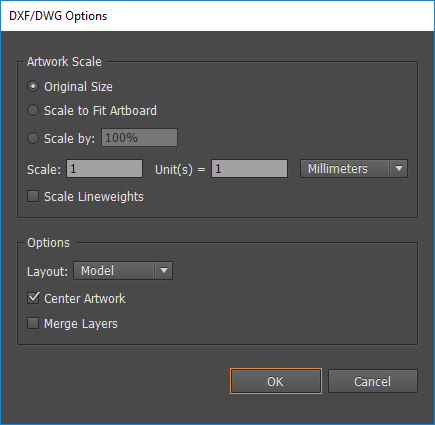 DXF/DWG Options
Artwork Scale
Original Size
Scale to Fit Artboard
Scale by: 100%
Scale: 1 Unit(s) = 1 Millimeters
Scale Lineweights
Options
Layout: Model
Center Artwork
Merge Layers
OK Cancel